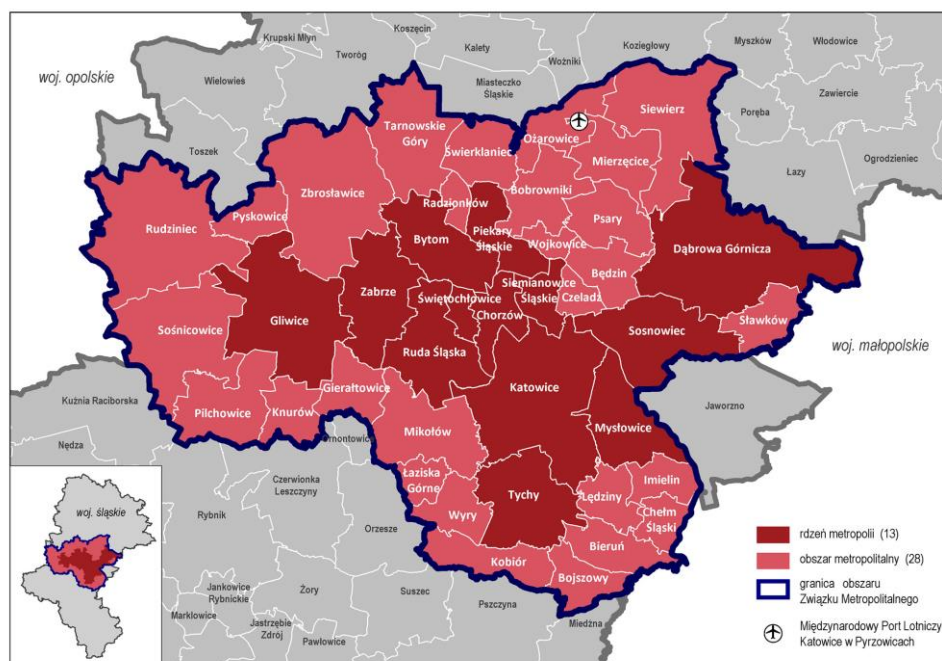 Koszęcin
Krupski Młyn
Tworóg
Kalety
Woźniki
Koziegłowy
Myszków
Włodowice
woj. opolskie
Wielowieś
Miasteczko
Śląskie
Siewierz
Poręba
Zawiercie
Tarnowskie
Góry
Ożarowice
Toszek
Świerklaniec
Mierzęcice
Ogrodzieniec
Łazy
Zbrosławice
Radzionków
Bobrowniki
Rudziniec
Pyskowice
Psary
Piekary
Śląskie
Bytom
Wojkowice
Dąbrowa Górnicza
Będzin
Zabrze
Siemianowice
Śląskie
Świętochłowice
Czeladź
Chorzów
Sławków
Gliwice
Sośnicowice
Sosnowiec
woj. małopolskie
Ruda Śląska
Katowice
Gierałtowice
Kuźnia Raciborska
Pilchowice
Knurów
Jaworzno
Mikołów
Mysłowice
Nędza
Ornontowice
woj. śląskie
Czerwionka
Leszczyny
Łaziska
Górne
Imielin
Tychy
Lędziny
Chełm
Śląski
Rybnik
Orzesze
Wyry
Bieruń
Kobiór
Bojszowy
Jankowice
Rybnickie
Żory
Suszec
Pszczyna
Marklowice
Jastrzębie
Zdrój
Pawłowice
Miedźna
rdzeń metropolii (13)
obszar metropolitalny (28)
granica obszaru
Związku Metropolitalnego
Międzynarodowy Port Lotniczy
Katowice w Pyrzowicach